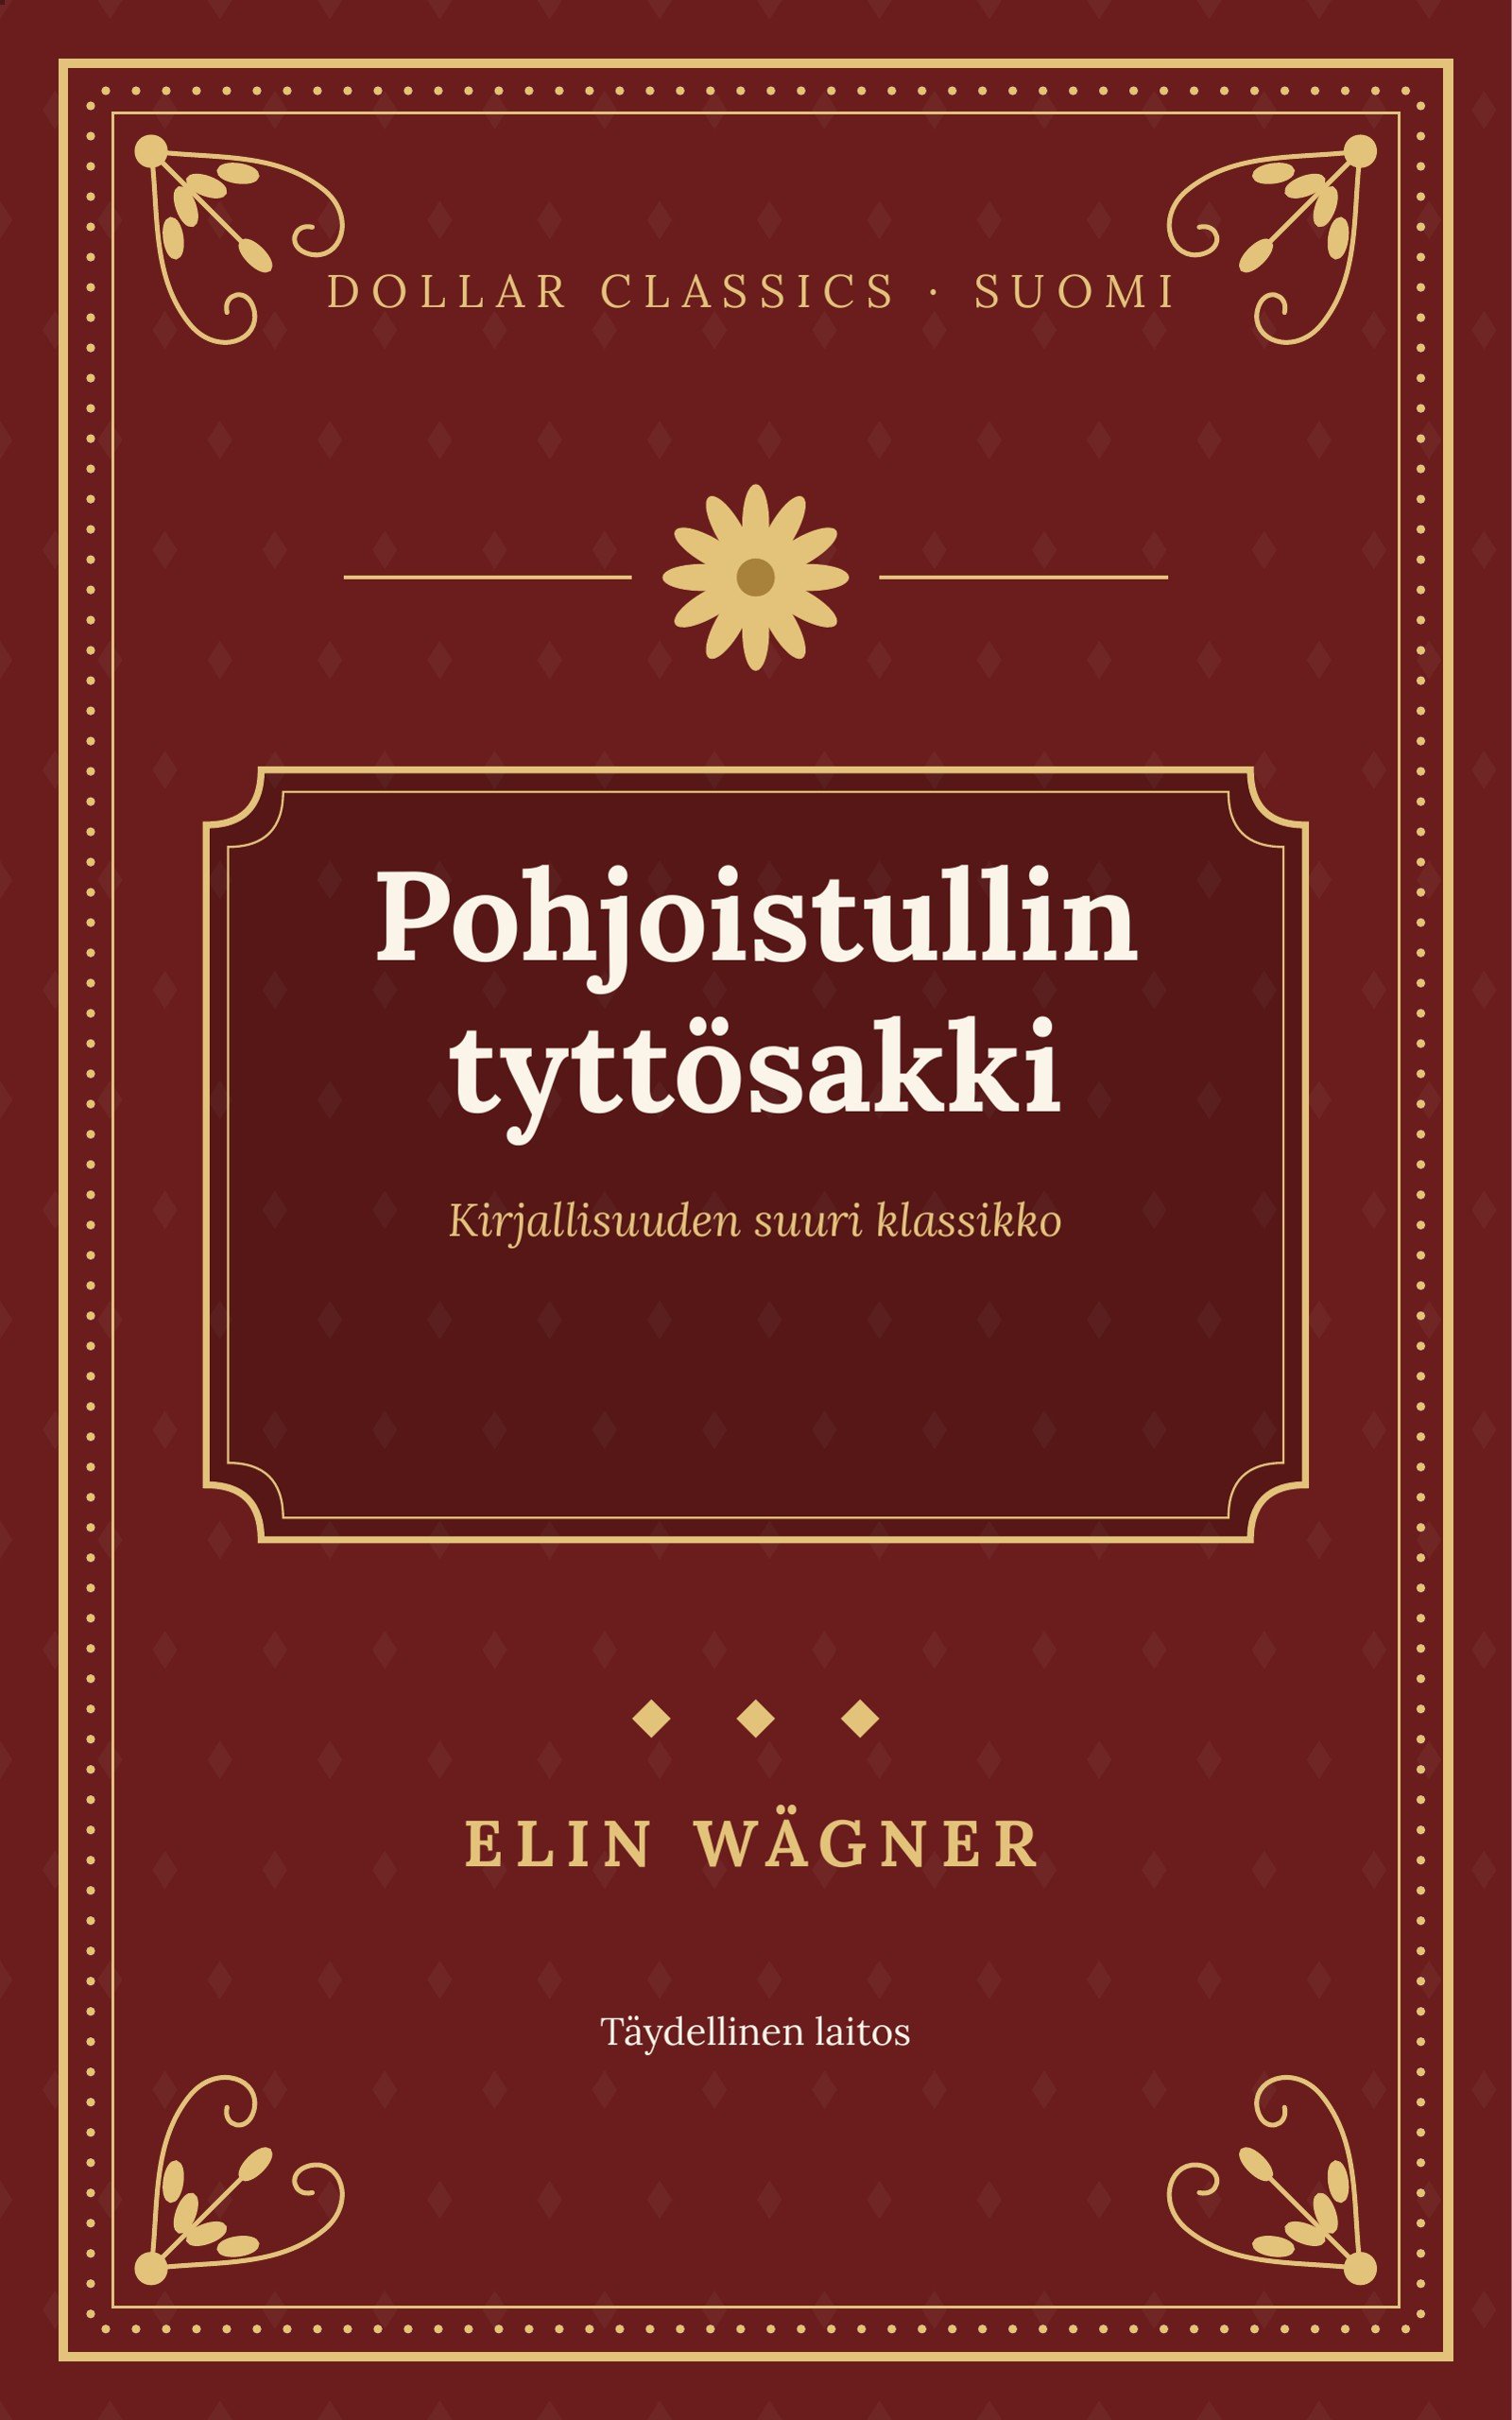 DOLLAR CLASSICS · SUOMI
Pohjoistullin
tyttösakki
Kirjallisuuden suuri klassikko
ELIN WÄGNER
Täydellinen laitos